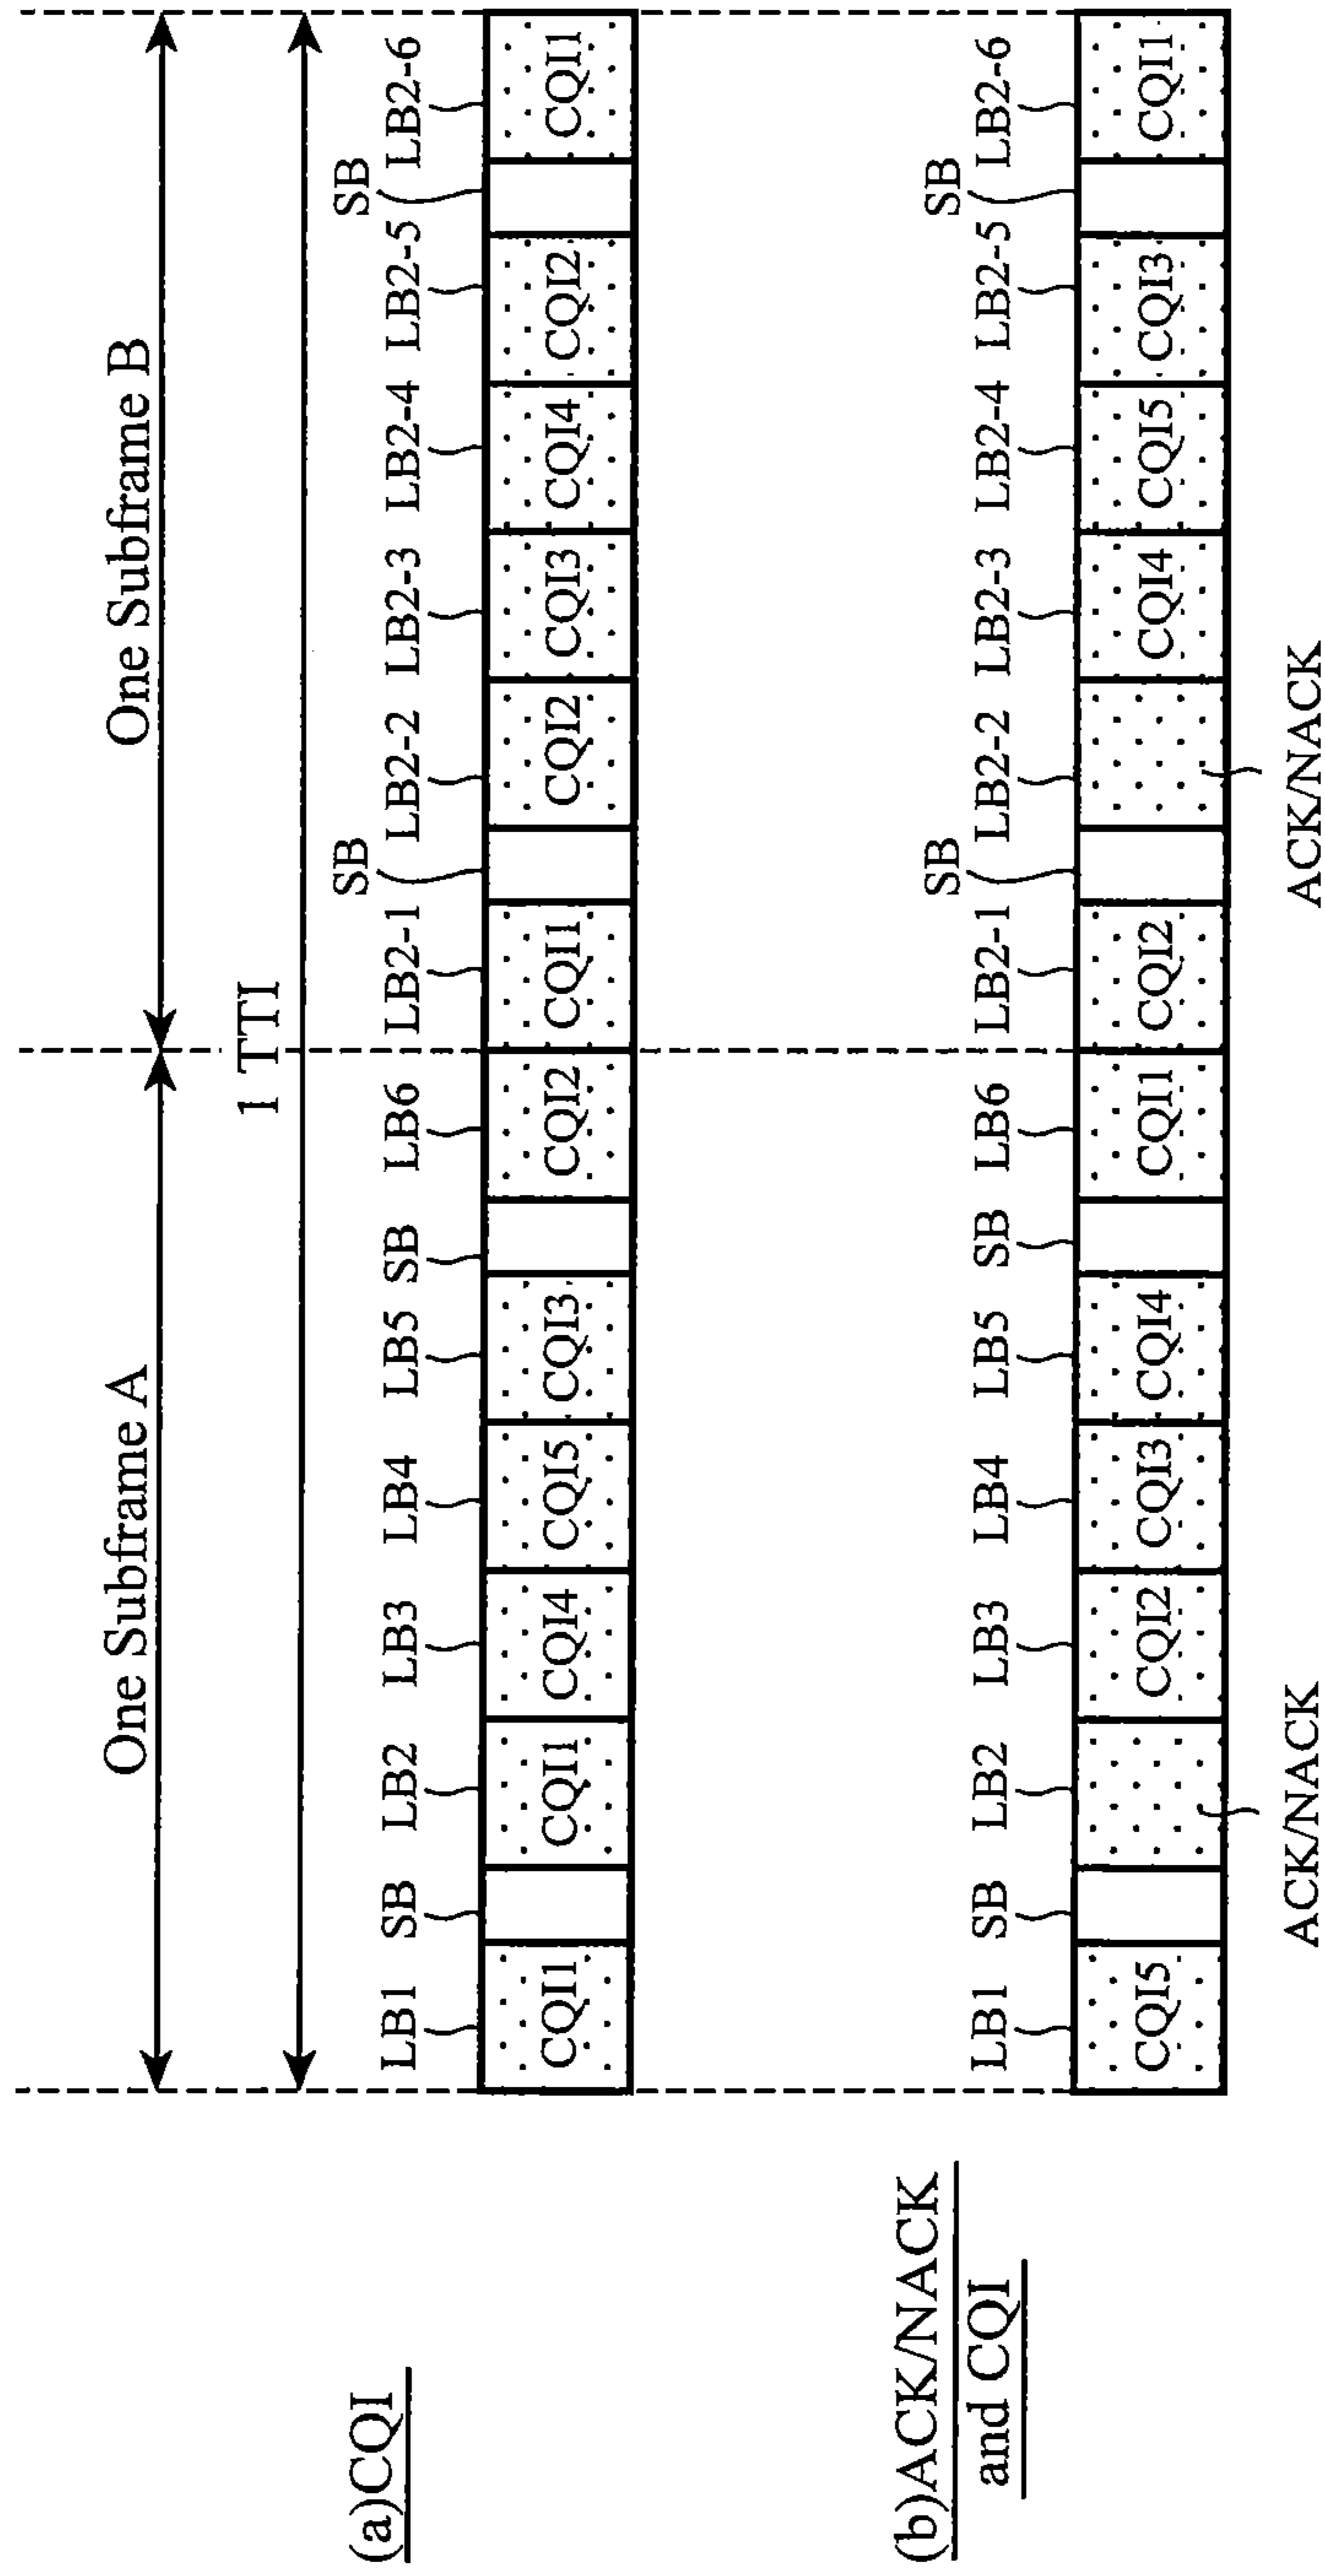 One Subframe A
One Subframe B
1 TTI
(a)CQI
LB1
SB
LB2
LB3
LB4
LB5
SB
LB6
LB2-1
SB
LB2-2
LB2-3
LB2-4
LB2-5
SB
LB2-6
CQI1
CQI1
CQI4
CQI5
CQI3
CQI2
CQI1
CQI2
CQI3
CQI4
CQI2
CQI1
(b)ACK/NACK
and CQI
LB1
SB
LB2
LB3
LB4
LB5
SB
LB6
LB2-1
SB
LB2-2
LB2-3
LB2-4
LB2-5
SB
LB2-6
CQI5
CQI2
CQI3
CQI4
CQI1
CQI2
CQI4
CQI5
CQI3
CQI1
ACK/NACK
ACK/NACK